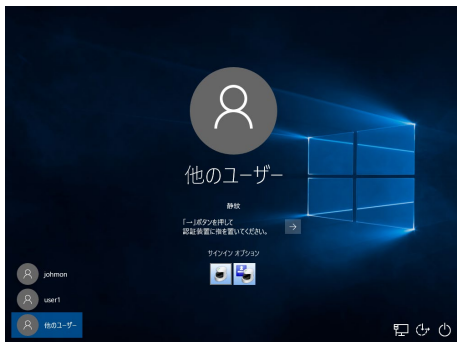 他のユーザー
静紋
「→」ボタンを押して
認証装置に指を置いてください。
サインイン オプション
johmon
user1
他のユーザー